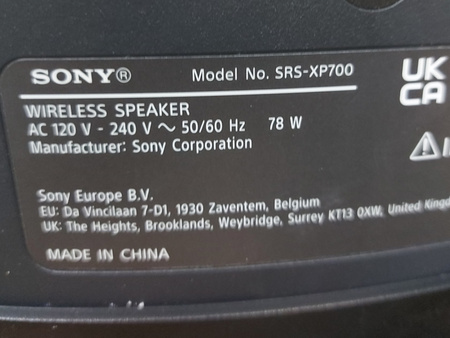 SONY® Model No. SRS-XP700
UK
CA
WIRELESS SPEAKER
AC 120 V - 240 V ～ 50/60 Hz 78 W
Manufacturer: Sony Corporation
Sony Europe B.V.
EU: Da Vincilaan 7-D1, 1930 Zaventem, Belgium
UK: The Heights, Brooklands, Weybridge, Surrey KT13 0XW, United Kingd
MADE IN CHINA